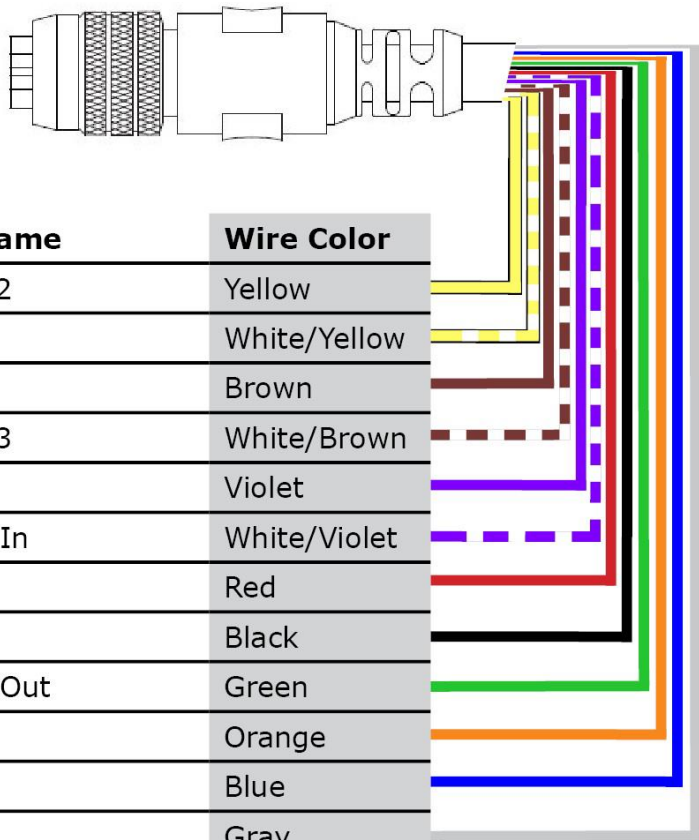 ame Wire Color
2 Yellow
White/Yellow
Brown
3 White/Brown
Violet
In White/Violet
Red
Black
Out Green
Orange
Blue
Gray